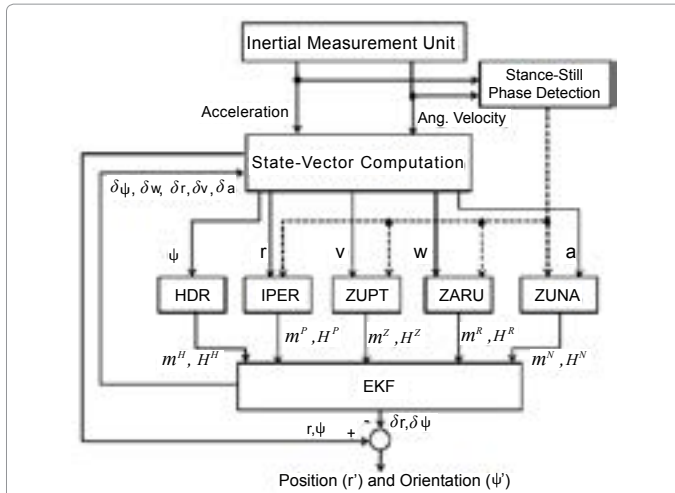 Inertial Measurement Unit
Stance-Still
Phase Detection
Acceleration
Ang. Velocity
State-Vector Computation
δψ, δw, δr, δv, δa
ψ
r
v
w
a
HDR
IPER
ZUPT
ZARU
ZUNA
m^H, H^H
m^P, H^P
m^Z, H^Z
m^R, H^R
m^N, H^N
EKF
r,ψ
+
-
δr, δψ
Position (r') and Orientation (ψ')